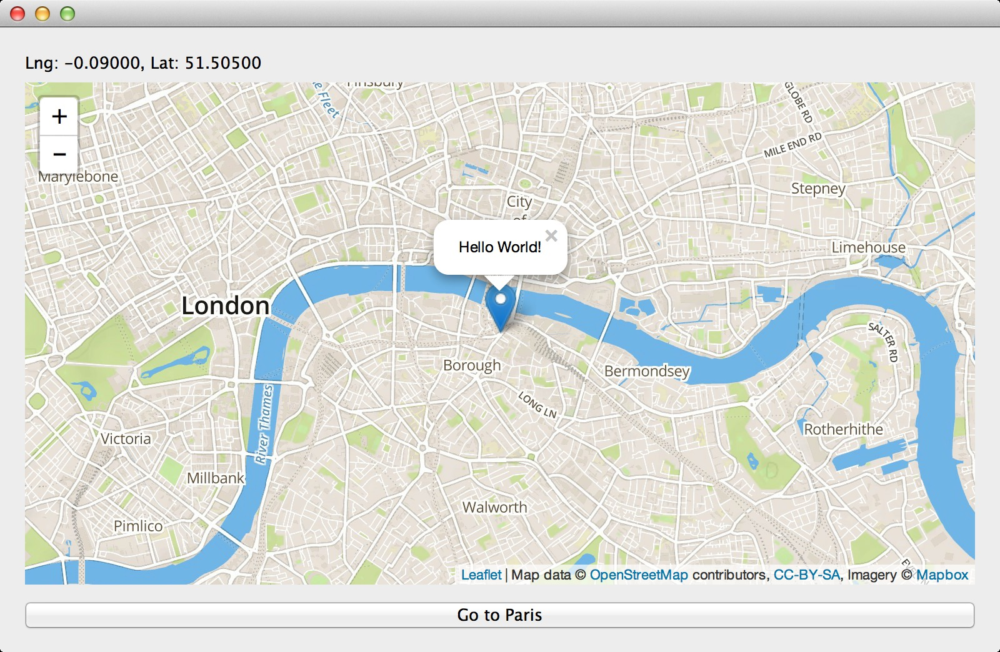 Lng: -0.09000, Lat: 51.50500
Finsbury
e Fleet
GLOBE RD
+
MILE END RD
−
Marylebone
Stepney
City
of
×
Hello World!
Limehouse
London
SALTER RD
Borough
Bermondsey
LONG LN
River Thames
Rotherhithe
Victoria
Millbank
Walworth
Pimlico
Leaflet | Map data © OpenStreetMap contributors, CC-BY-SA, Imagery © Mapbox
Go to Paris